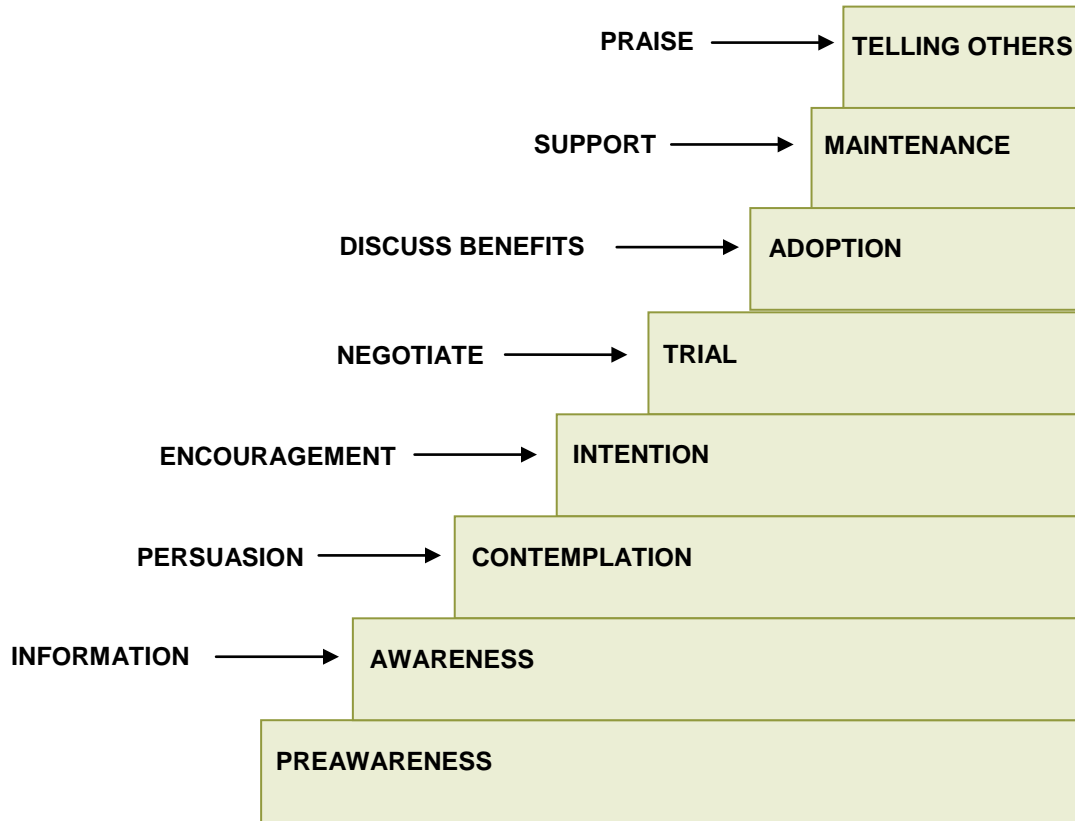 PRAISE TELLING OTHERS
SUPPORT MAINTENANCE
DISCUSS BENEFITS ADOPTION
NEGOTIATE TRIAL
ENCOURAGEMENT INTENTION
PERSUASION CONTEMPLATION
INFORMATION AWARENESS
PREAWARENESS